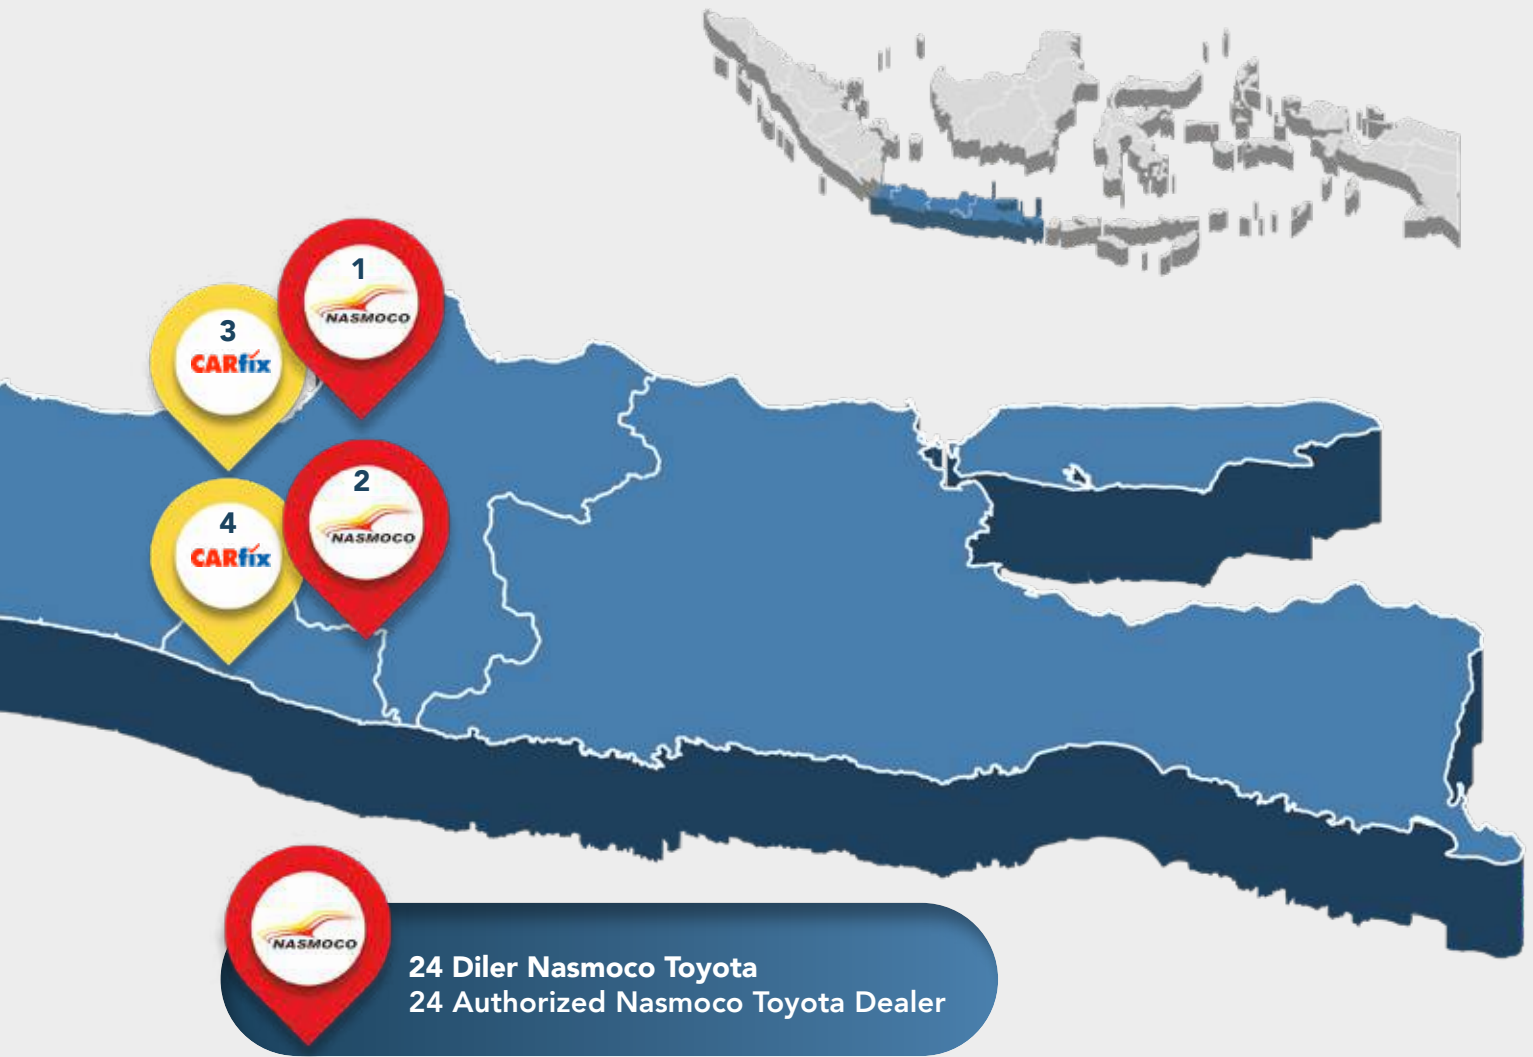 1
NASMOCO
3
CARfix
2
NASMOCO
4
CARfix
NASMOCO
24 Diler Nasmoco Toyota
24 Authorized Nasmoco Toyota Dealer